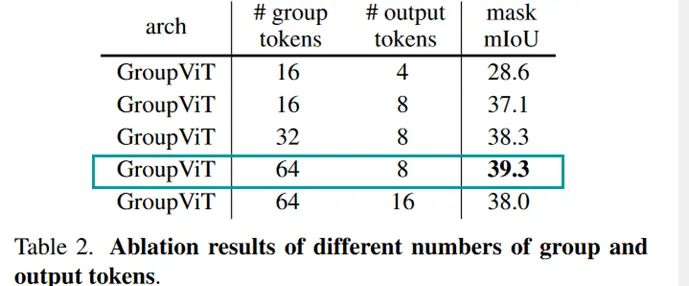 arch # group tokens # output tokens mask mIoU
GroupViT 16 4 28.6
GroupViT 16 8 37.1
GroupViT 32 8 38.3
GroupViT 64 8 39.3
GroupViT 64 16 38.0
Table 2. Ablation results of different numbers of group and
output tokens.